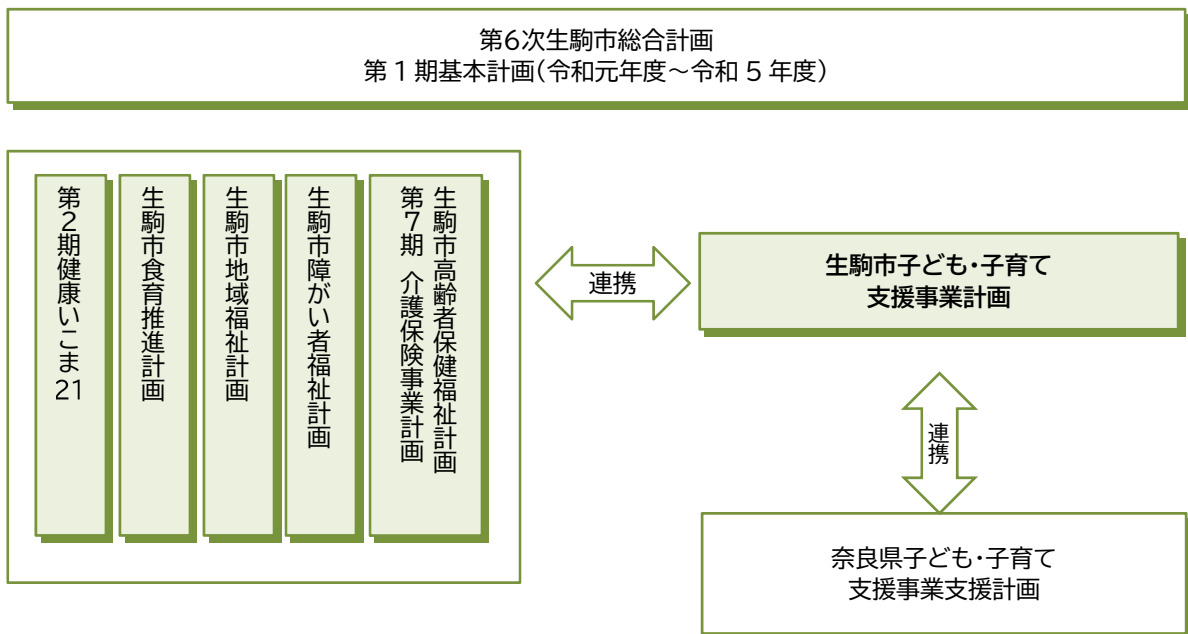 第6次生駒市総合計画
第1期基本計画(令和元年度～令和5年度)
第2期健康いこま21
生駒市食育推進計画
生駒市地域福祉計画
生駒市障がい者福祉計画
生駒市高齢者保健福祉計画
第7期 介護保険事業計画
連携
生駒市子ども・子育て
支援事業計画
連携
奈良県子ども・子育て
支援事業支援計画